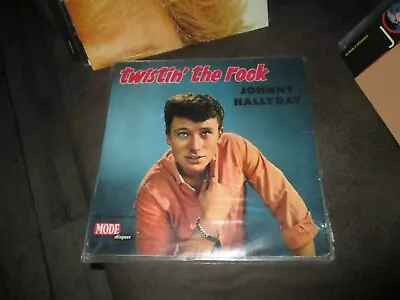 twistin' the rock
JOHNNY
HALLYDAY
MODE
disques